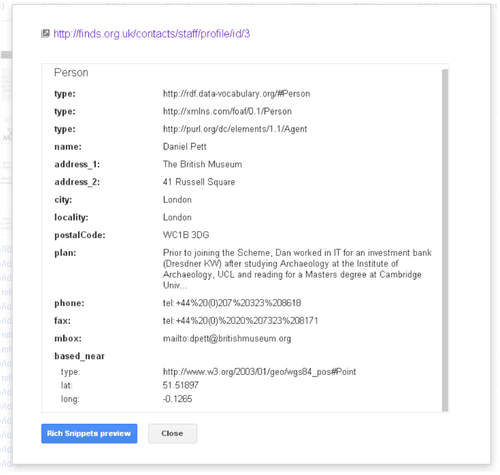 http://finds.org.uk/contacts/staff/profile/id/3
Person
type: http://rdf.data-vocabulary.org/#Person
type: http://xmlns.com/foaf/0.1/Person
type: http://purl.org/dc/elements/1.1/Agent
name: Daniel Pett
address_1: The British Museum
address_2: 41 Russell Square
city: London
locality: London
postalCode: WC1B 3DG
plan: Prior to joining the Scheme, Dan worked in IT for an investment bank
(Dresdner KW) after studying Archaeology at the Institute of
Archaeology, UCL and reading for a Masters degree at Cambridge
Univ...
phone: tel:+44%20(0)207%20323%208618
fax: tel:+44%20(0)%2020%207323%208171
mbox: mailto:dpett@britishmuseum.org
based_near
type: http://www.w3.org/2003/01/geo/wgs84_pos#Point
lat: 51.51897
long: -0.1265
Rich Snippets preview Close